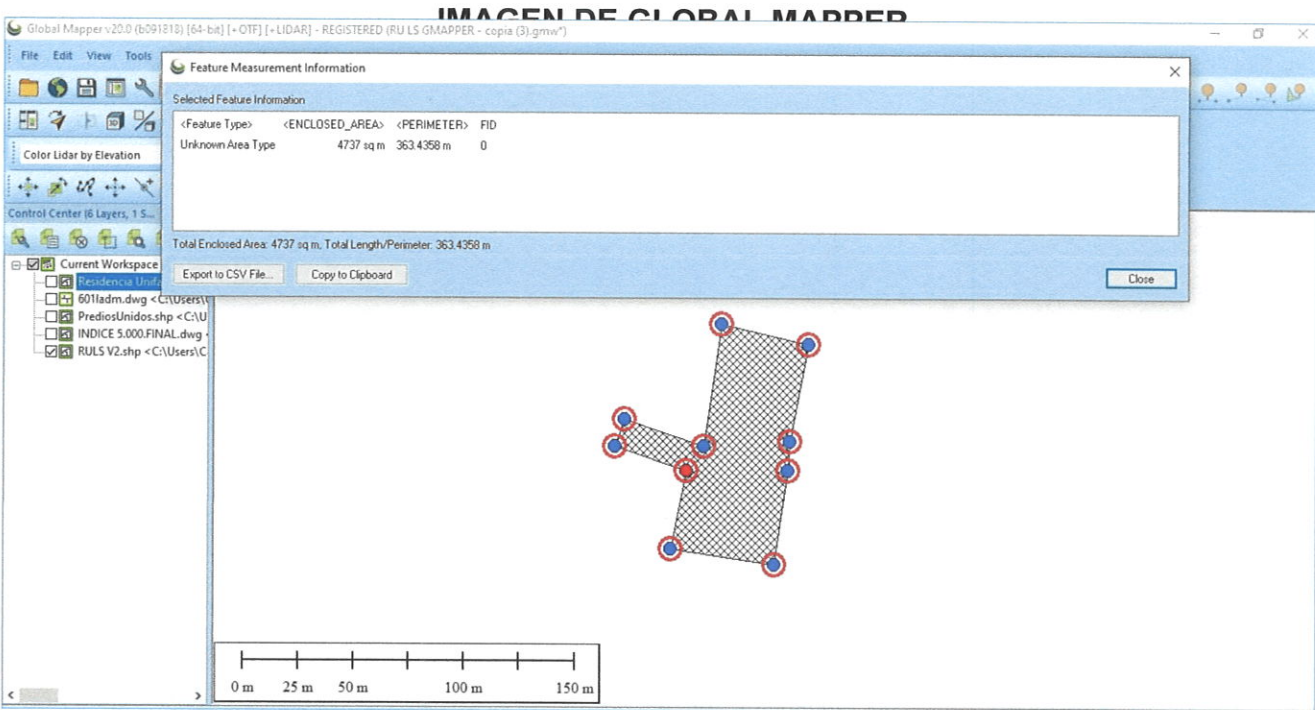 IMAGEN DE GLOBAL MAPPER
Global Mapper v20.0 (b091818) [64-bit] [+OTF] [+LIDAR] - REGISTERED (RU LS GMAPPER - copia (3).gmw*)
File Edit View Tools
Feature Measurement Information
Selected Feature Information
<Feature Type> <ENCLOSED_AREA> <PERIMETER> FID
Unknown Area Type 4737 sq m 363.4358 m 0
Color Lidar by Elevation
Control Center (6 Layers, 1 S...
Total Enclosed Area: 4737 sq m, Total Length/Perimeter: 363.4358 m
Export to CSV File... Copy to Clipboard Close
Current Workspace
Residencia Unifa
601ladm.dwg <C:\Users\
PrediosUnidos.shp <C:\U
INDICE 5.000.FINAL.dwg
RULS V2.shp <C:\Users\C
0 m 25 m 50 m 100 m 150 m